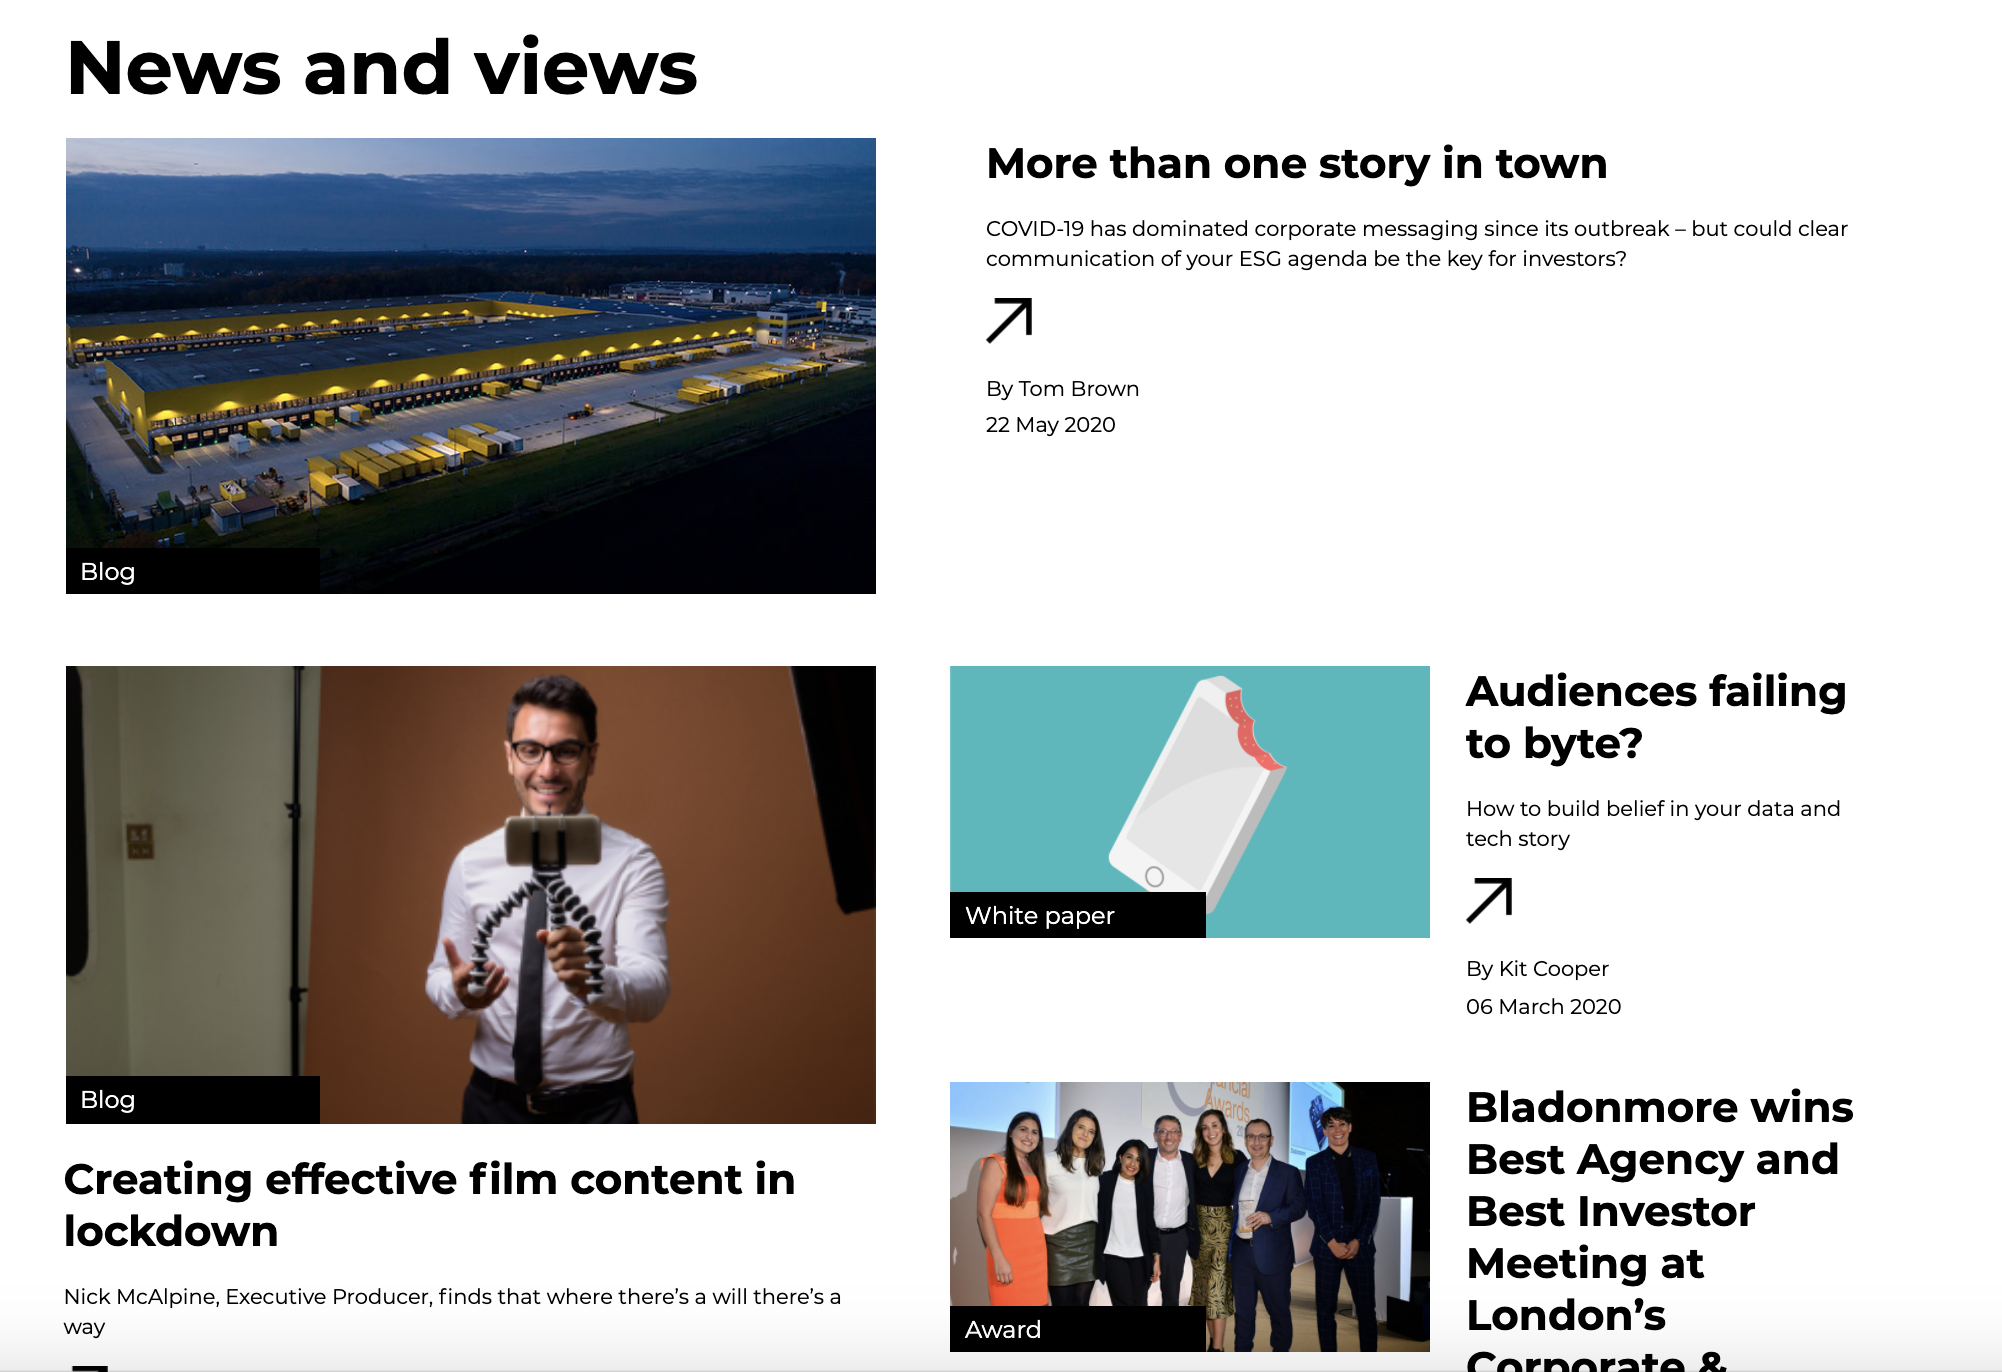 News and views
Blog
More than one story in town
COVID-19 has dominated corporate messaging since its outbreak – but could clear
communication of your ESG agenda be the key for investors?
By Tom Brown
22 May 2020
Blog
Creating effective film content in
lockdown
Nick McAlpine, Executive Producer, finds that where there’s a will there’s a
way
White paper
Audiences failing
to byte?
How to build belief in your data and
tech story
By Kit Cooper
06 March 2020
Awards
Award
Bladonmore wins
Best Agency and
Best Investor
Meeting at
London’s
Corporate &